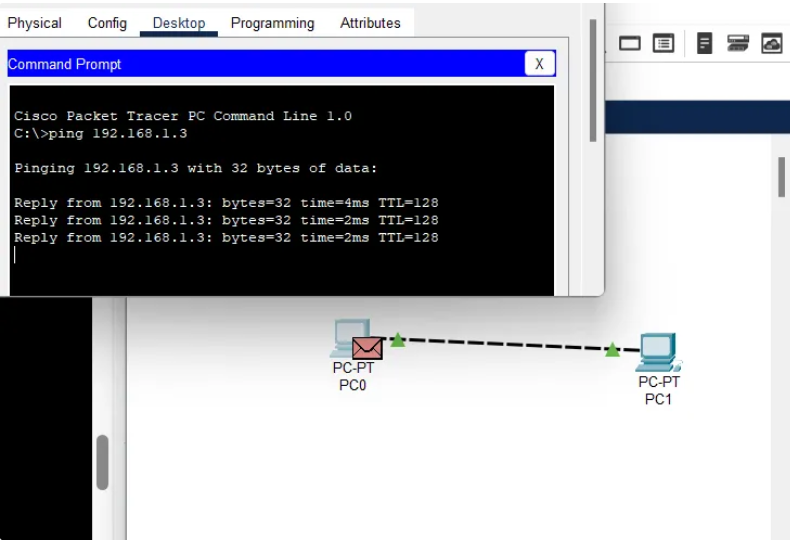 Physical Config Desktop Programming Attributes
Command Prompt X
Cisco Packet Tracer PC Command Line 1.0
C:\>ping 192.168.1.3
Pinging 192.168.1.3 with 32 bytes of data:
Reply from 192.168.1.3: bytes=32 time=4ms TTL=128
Reply from 192.168.1.3: bytes=32 time=2ms TTL=128
Reply from 192.168.1.3: bytes=32 time=2ms TTL=128
PC-PT
PC0
PC-PT
PC1